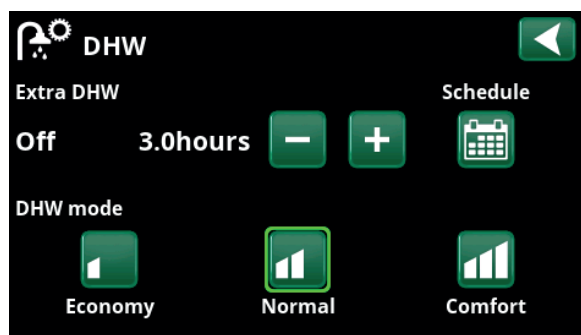 DHW
Extra DHW Schedule
Off 3.0hours − +
DHW mode
Economy Normal Comfort